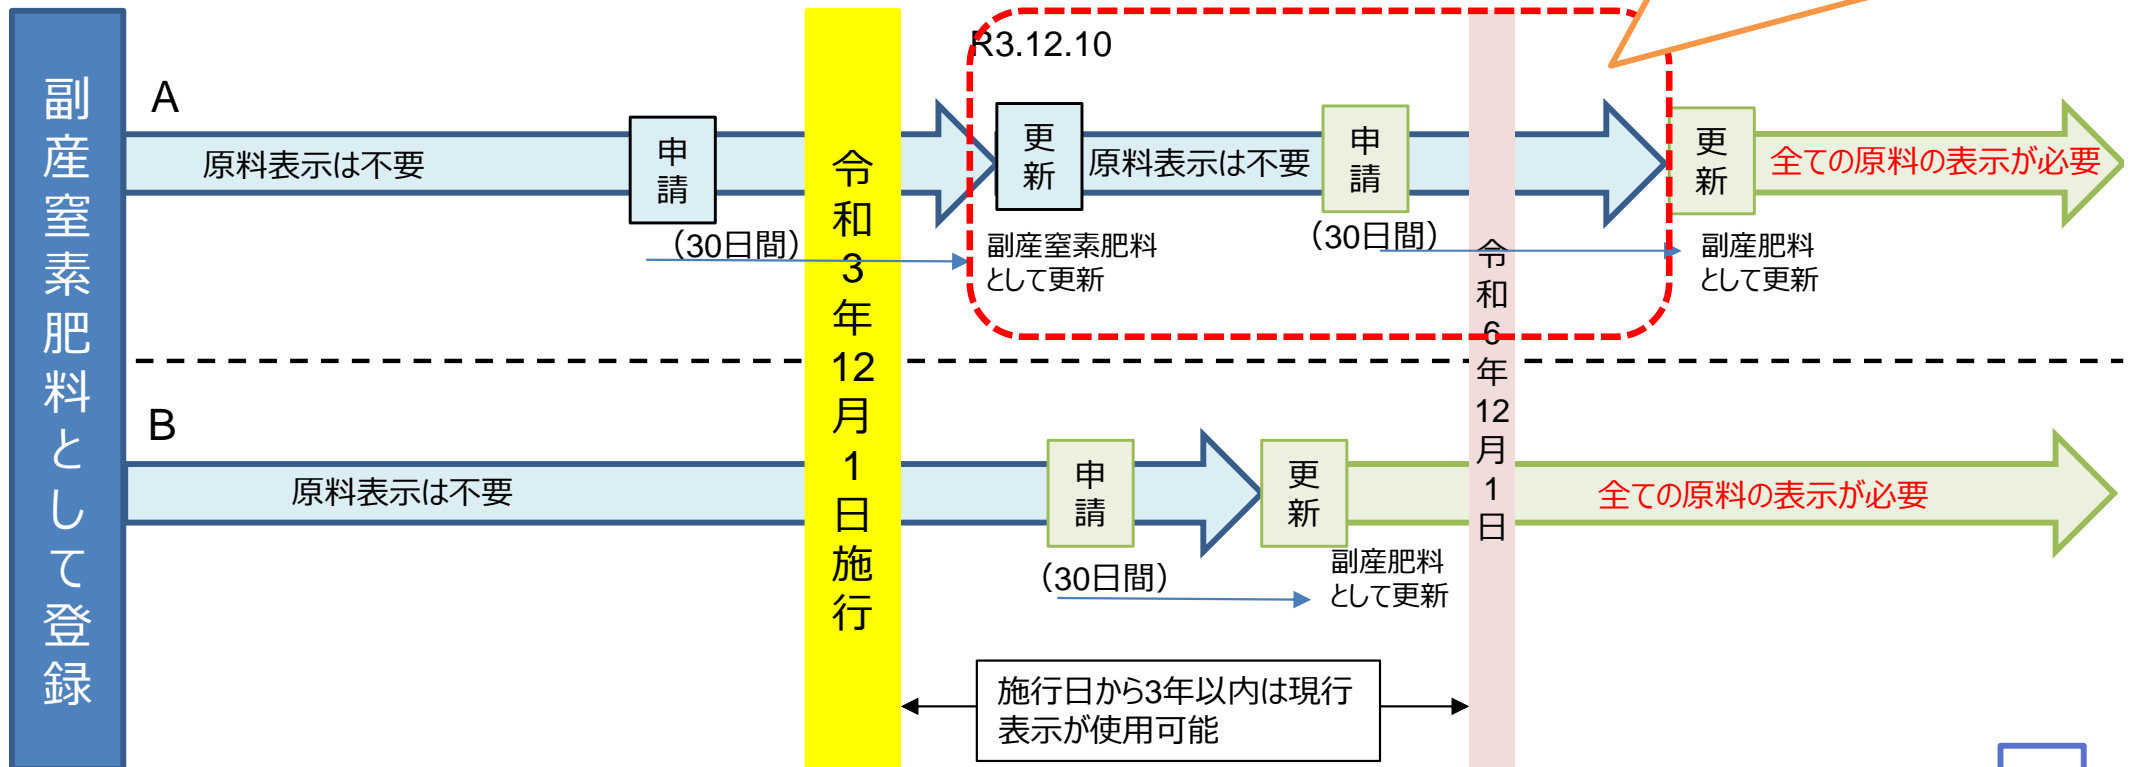 副産窒素肥料として登録
A
原料表示は不要
申請
（30日間）
令和3年12月1日施行
R3.12.10
更新
副産窒素肥料
として更新
原料表示は不要
申請
（30日間）
令和6年12月1日
更新
副産肥料
として更新
全ての原料の表示が必要
B
原料表示は不要
申請
（30日間）
更新
副産肥料
として更新
全ての原料の表示が必要
施行日から3年以内は現行
表示が使用可能